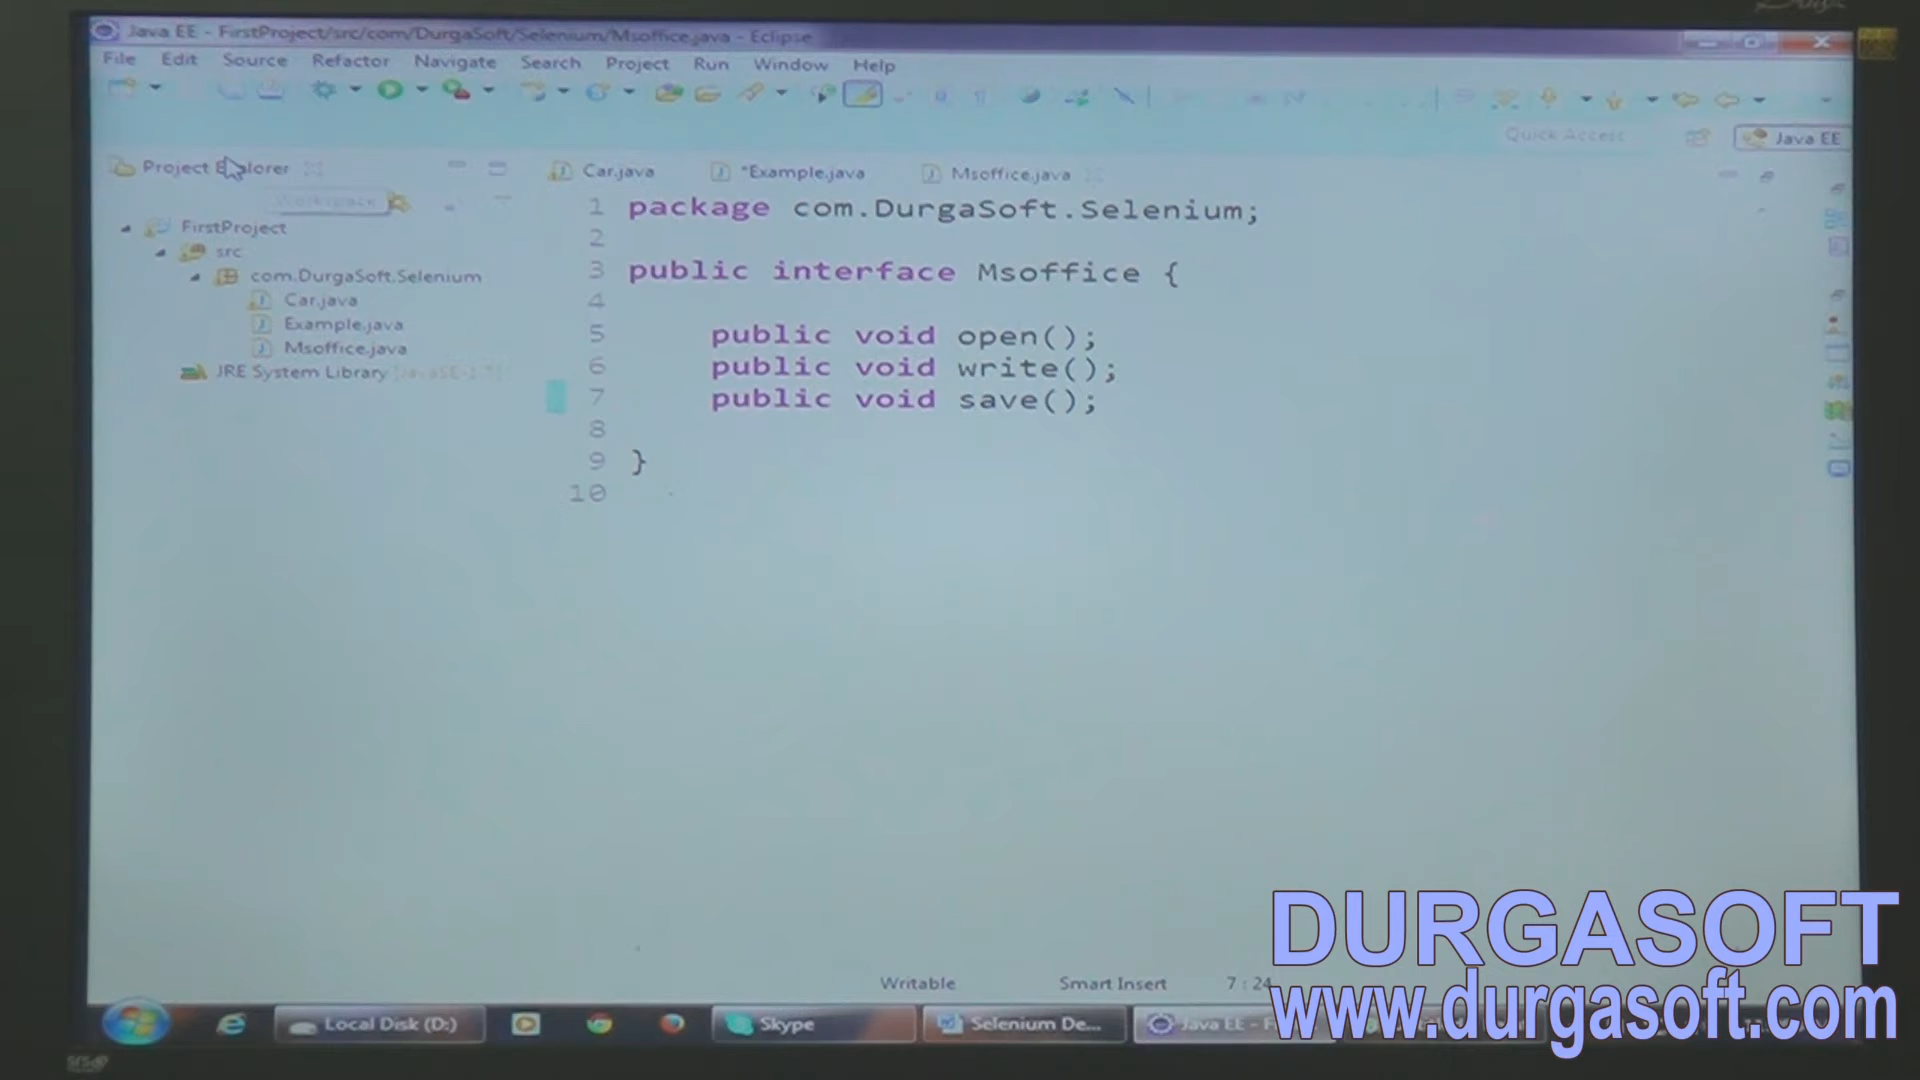 Java EE - FirstProject/src/com/DurgaSoft/Selenium/Msoffice.java - Eclipse
File Edit Source Refactor Navigate Search Project Run Window Help
Quick Access
Java EE
Project Explorer
Workspace
Car.java *Example.java Msoffice.java
FirstProject
src
com.DurgaSoft.Selenium
Car.java
Example.java
Msoffice.java
JRE System Library [JavaSE-1.7]
1 package com.DurgaSoft.Selenium;
2
3 public interface Msoffice {
4
5 public void open();
6 public void write();
7 public void save();
8
9 }
10
Writable Smart Insert 7 : 24
Local Disk (D:) Skype Selenium De... Java EE - F
DURGASOFT
www.durgasoft.com